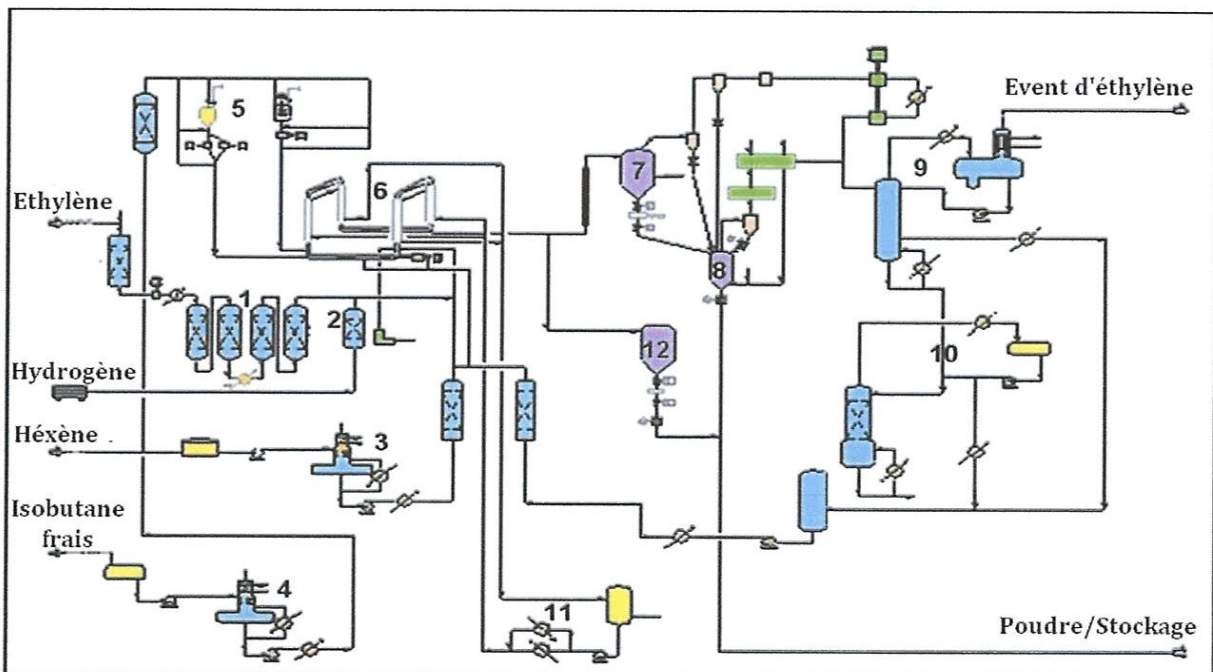 Event d'éthylène
5
7
9
6
Ethylène
8
1
2
12
10
Hydrogène
Héxène
3
Isobutane
frais
4
11
Poudre/Stockage